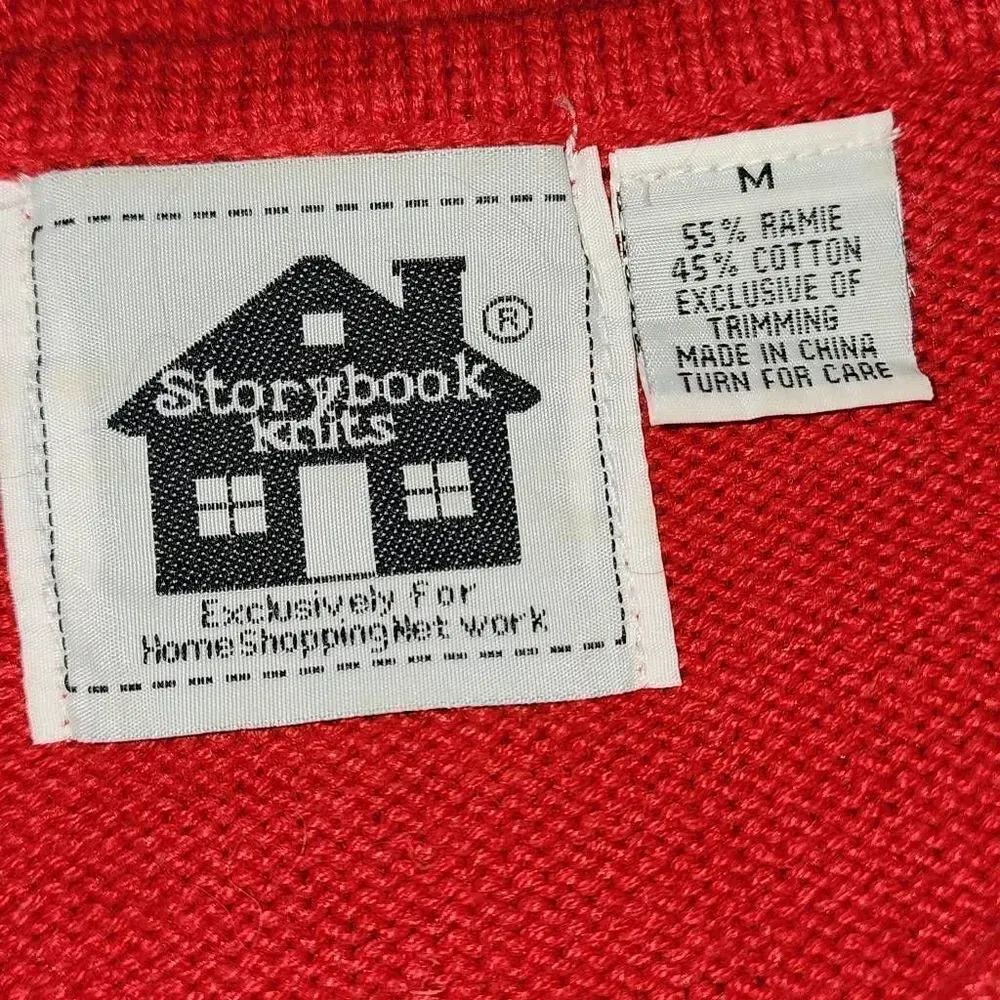 Storybook
knits
®
Exclusively For
HomeShoppingNetwork
M
55% RAMIE
45% COTTON
EXCLUSIVE OF
TRIMMING
MADE IN CHINA
TURN FOR CARE